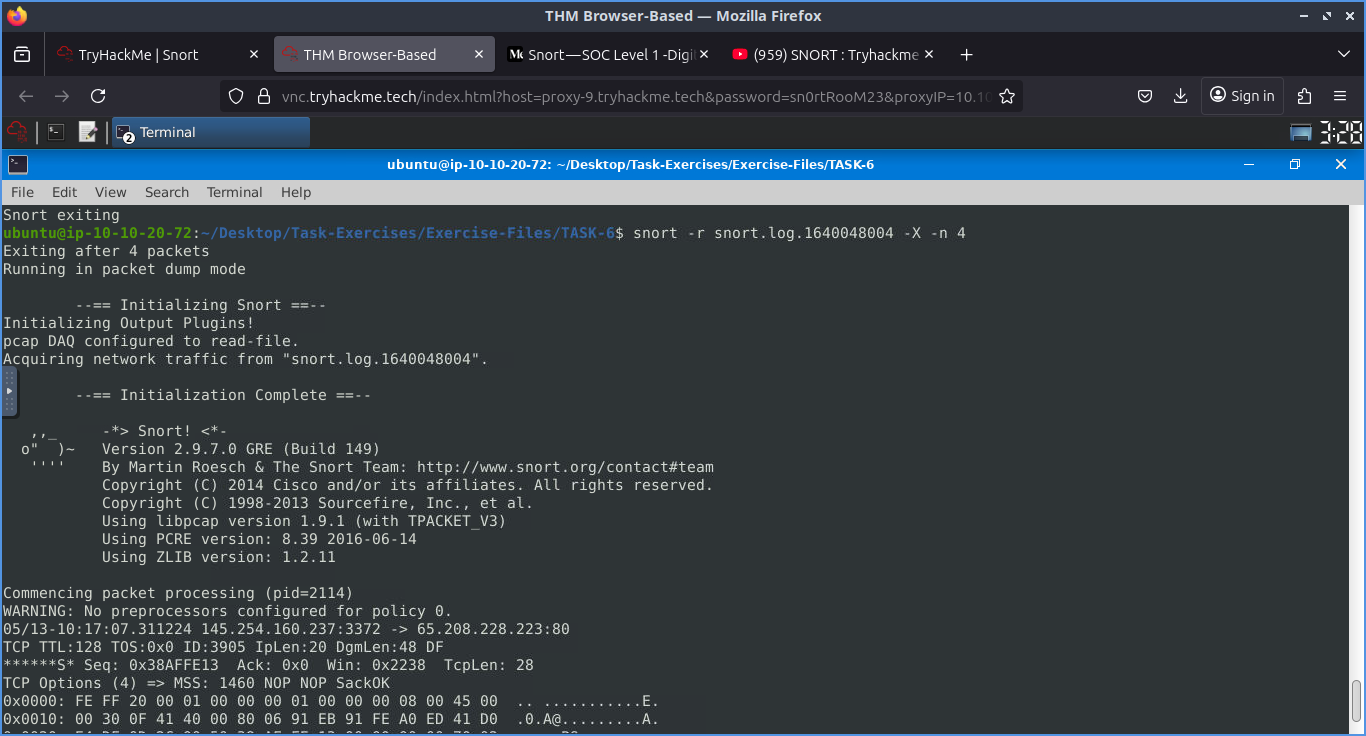 THM Browser-Based — Mozilla Firefox
TryHackMe | Snort
THM Browser-Based
Snort — SOC Level 1 -Digi
(959) SNORT : Tryhackme
vnc.tryhackme.tech/index.html?host=proxy-9.tryhackme.tech&password=sn0rtRooM23&proxyIP=10.10
Sign in
2 Terminal
3:28
ubuntu@ip-10-10-20-72: ~/Desktop/Task-Exercises/Exercise-Files/TASK-6
File Edit View Search Terminal Help
Snort exiting
ubuntu@ip-10-10-20-72:~/Desktop/Task-Exercises/Exercise-Files/TASK-6$ snort -r snort.log.1640048004 -X -n 4
Exiting after 4 packets
Running in packet dump mode
--== Initializing Snort ==--
Initializing Output Plugins!
pcap DAQ configured to read-file.
Acquiring network traffic from "snort.log.1640048004".
--== Initialization Complete ==--
,,_ -*> Snort! <*-
o" )~ Version 2.9.7.0 GRE (Build 149)
'''' By Martin Roesch & The Snort Team: http://www.snort.org/contact#team
Copyright (C) 2014 Cisco and/or its affiliates. All rights reserved.
Copyright (C) 1998-2013 Sourcefire, Inc., et al.
Using libpcap version 1.9.1 (with TPACKET_V3)
Using PCRE version: 8.39 2016-06-14
Using ZLIB version: 1.2.11
Commencing packet processing (pid=2114)
WARNING: No preprocessors configured for policy 0.
05/13-10:17:07.311224 145.254.160.237:3372 -> 65.208.228.223:80
TCP TTL:128 TOS:0x0 ID:3905 IpLen:20 DgmLen:48 DF
******S* Seq: 0x38AFFE13 Ack: 0x0 Win: 0x2238 TcpLen: 28
TCP Options (4) => MSS: 1460 NOP NOP SackOK
0x0000: FE FF 20 00 01 00 00 00 01 00 00 00 08 00 45 00 .. ...........E.
0x0010: 00 30 0F 41 40 00 80 06 91 EB 91 FE A0 ED 41 D0 .0.A@.........A.